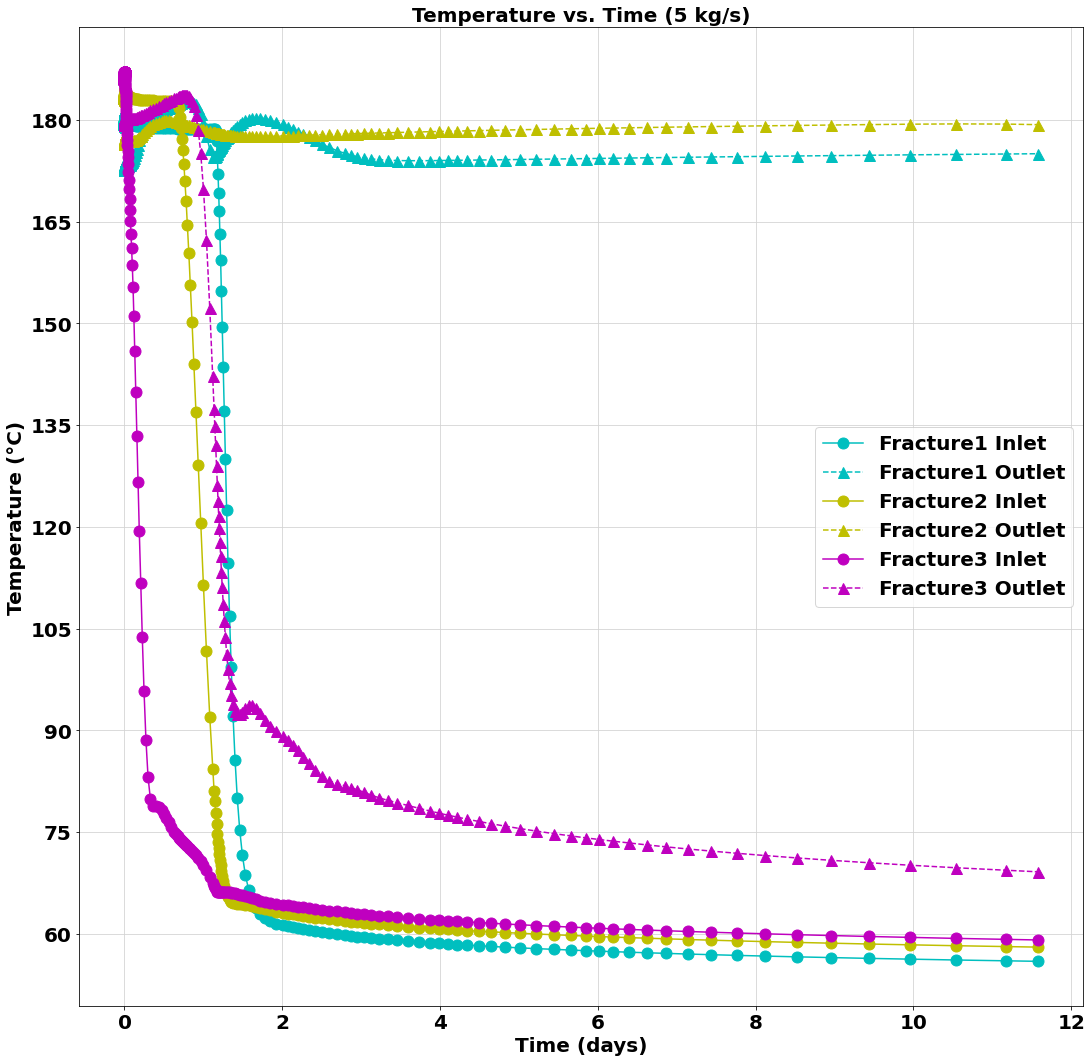 Temperature vs. Time (5 kg/s)
Temperature (°C)
180
165
150
135
120
105
90
75
60
Fracture1 Inlet
Fracture1 Outlet
Fracture2 Inlet
Fracture2 Outlet
Fracture3 Inlet
Fracture3 Outlet
0 2 4 6 8 10 12
Time (days)